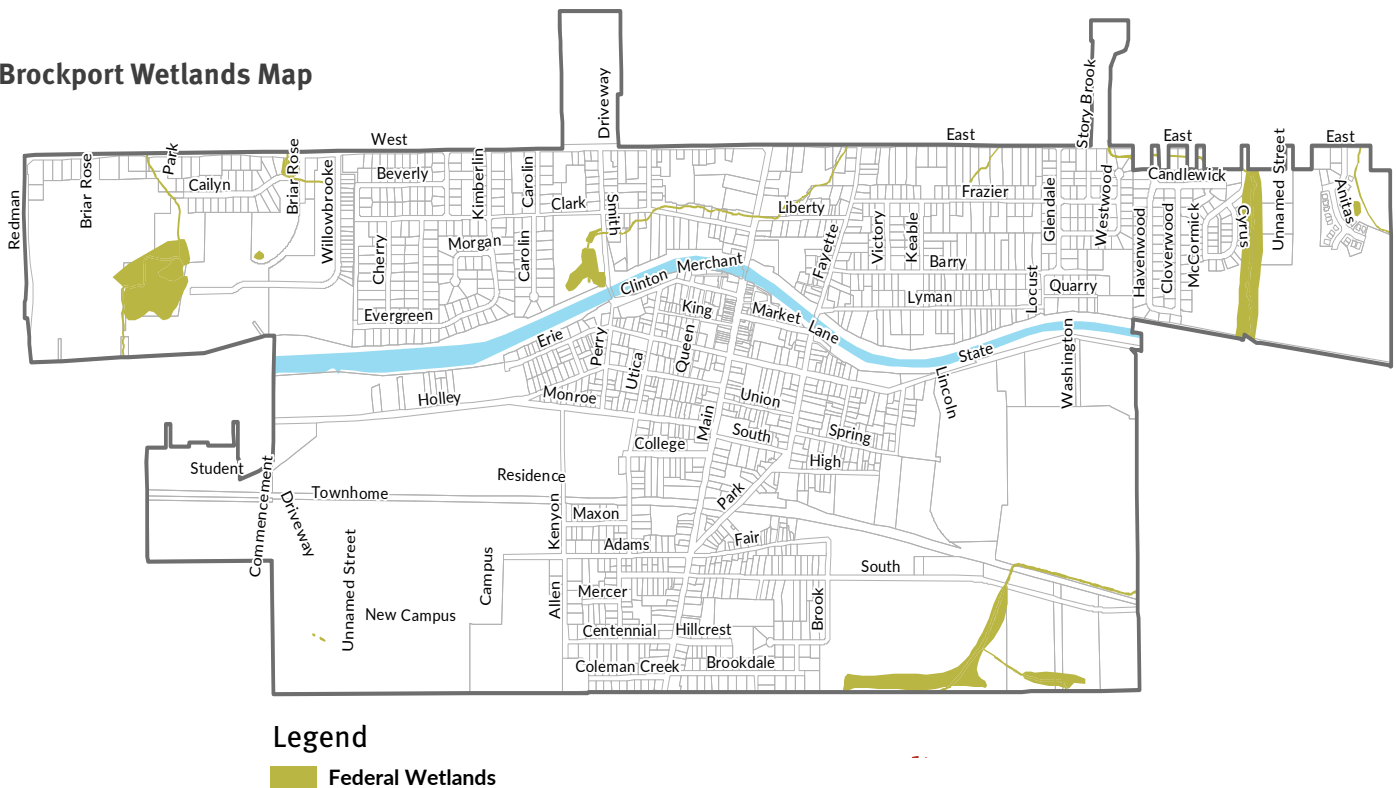 Brockport Wetlands Map
Driveway
Story Brook
West
East
East
East
Redman
Briar Rose
Park
Cailyn
Briar Rose
Willowbrooke
Beverly
Kimberlin
Carolin
Clark
Smith
Liberty
Frazier
Glendale
Westwood
Candlewick
Unnamed Street
Anitas
Cherry
Morgan
Carolin
Clinton
Merchant
Fayette
Victory
Keable
Barry
Locust
Quarry
Havenwood
Cloverwood
McCormick
Cyrus
Evergreen
Erie
King
Market
Lane
Lyman
Perry
Utica
Queen
State
Washington
Lincoln
Holley
Monroe
Main
Union
College
South
Spring
High
Student
Commencement
Townhome
Residence
Park
Driveway
Kenyon
Maxon
Adams
Fair
South
Unnamed Street
New Campus
Campus
Allen
Mercer
Brook
Centennial
Hillcrest
Coleman Creek
Brookdale
Legend
Federal Wetlands